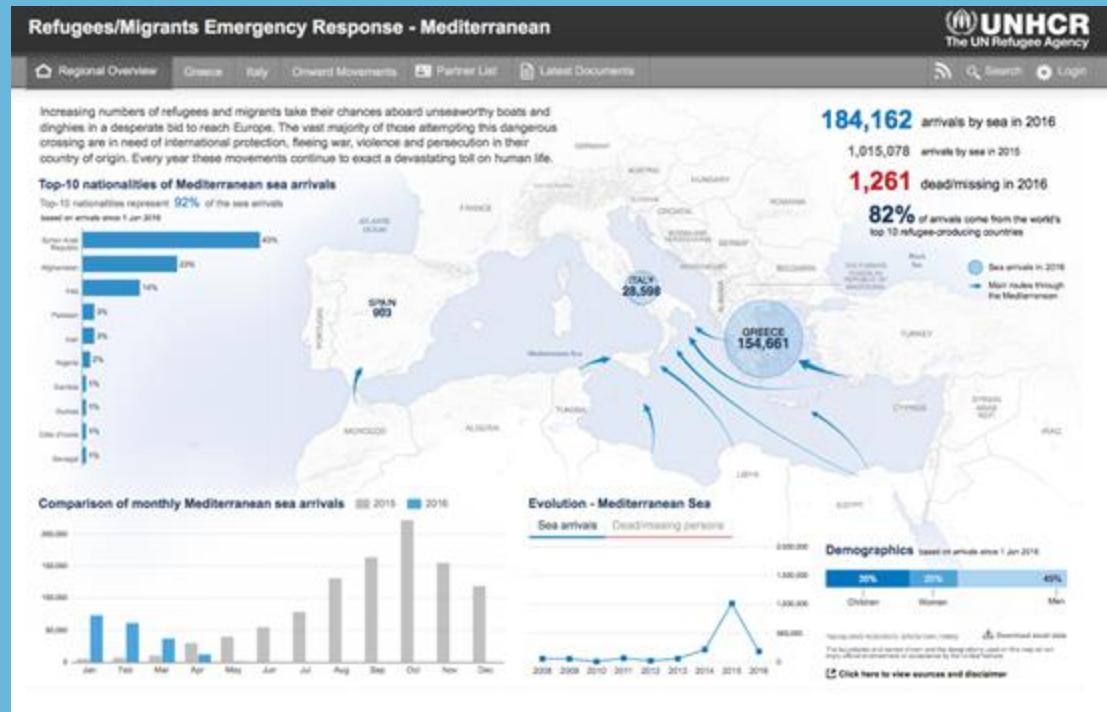 Refugees/Migrants Emergency Response - Mediterranean
UNHCR
The UN Refugee Agency
Regional Overview Greece Italy Onward Movements Partner List Latest Documents Search Login
Increasing numbers of refugees and migrants take their chances aboard unseaworthy boats and
dinghies in a desperate bid to reach Europe. The vast majority of those attempting this dangerous
crossing are in need of international protection, fleeing war, violence and persecution in their
country of origin. Every year these movements continue to exact a devastating toll on human life.
184,162 arrivals by sea in 2016
1,015,078 arrivals by sea in 2015
1,261 dead/missing in 2016
82% of arrivals come from the world's
top 10 refugee-producing countries
Sea arrivals in 2016
Main routes through
the Mediterranean
Top-10 nationalities of Mediterranean sea arrivals
Top-10 nationalities represent 92% of the sea arrivals
based on arrivals since 1 Jan 2016
Syrian Arab
Republic
Afghanistan 23%
Iraq 14%
Pakistan 3%
Iran 3%
Nigeria 2%
Gambia 1%
1%
Côte d'Ivoire 1%
Senegal 1%
GERMANY
AUSTRIA
HUNGARY
FRANCE
ROMANIA
CROATIA
BULGARIA
Black
Sea
ALBANIA
ITALY
28,598
SPAIN
903
PORTUGAL
GREECE
154,661
TURKEY
Mediterranean Sea
CYPRUS
SYRIAN
ARAB
REP.
IRAQ
TUNISIA
MOROCCO
ALGERIA
LIBYA
EGYPT
Comparison of monthly Mediterranean sea arrivals 2015 2016
200,000
150,000
100,000
50,000
0
Jan Feb Mar Apr May Jun Jul Aug Sep Oct Nov Dec
Evolution - Mediterranean Sea
Sea arrivals Dead/missing persons
2,000,000
1,500,000
1,000,000
500,000
0
2008 2009 2010 2011 2012 2013 2014 2015 2016
Demographics based on arrivals since 1 Jan 2016
20% 45%
Children Women Men
Download excel data
Click here to view sources and disclaimer